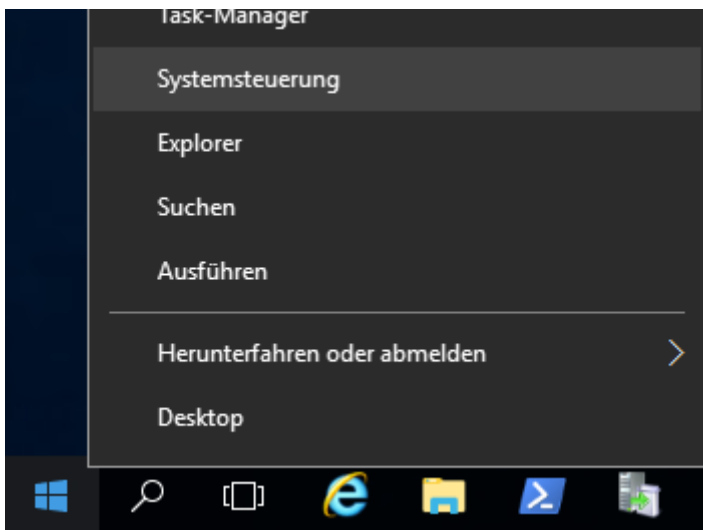 Task-Manager
Systemsteuerung
Explorer
Suchen
Ausführen
Herunterfahren oder abmelden
Desktop